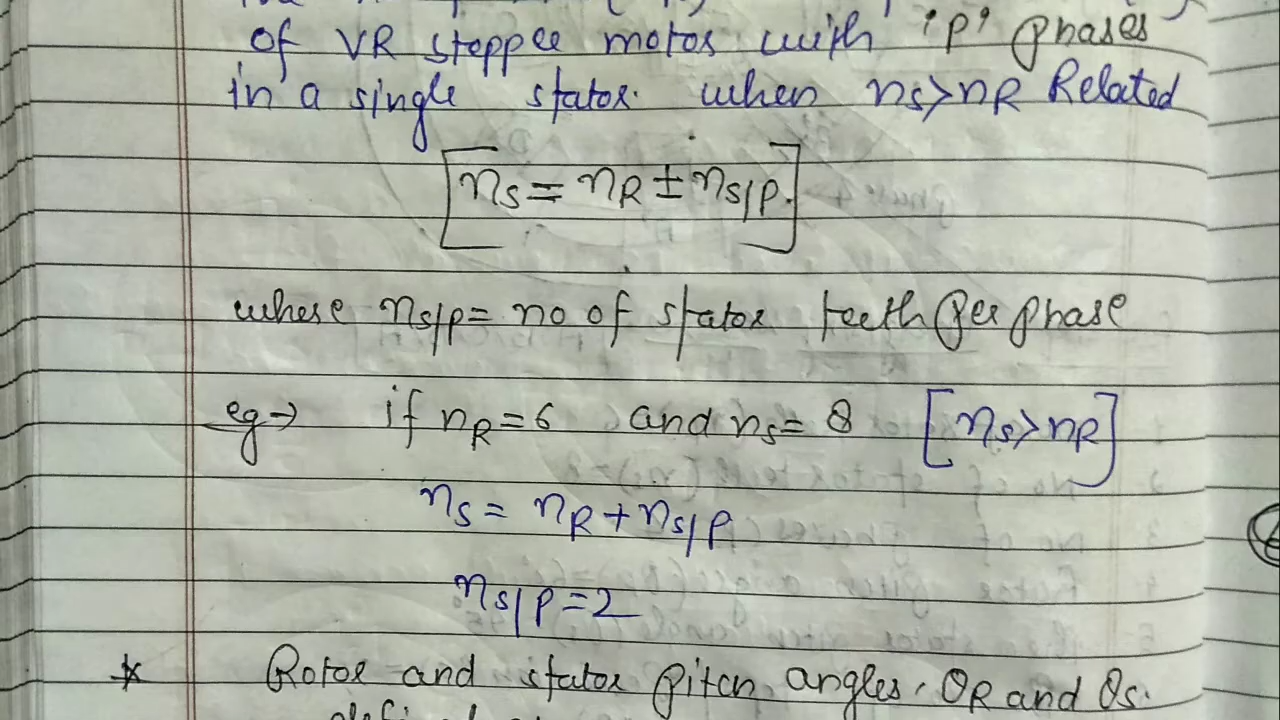 of VR steppee motos with 'p' phases
in a single stator. when ns>nR Related
[ns = nR ± ns/p.]
where ns/p = no of stator teeth per phase
eg→ if nR = 6 and ns = 8 [ns>nR]
ns = nR + ns/p
ns/p = 2
* Rotor and stator pitch angles, θR and θs.